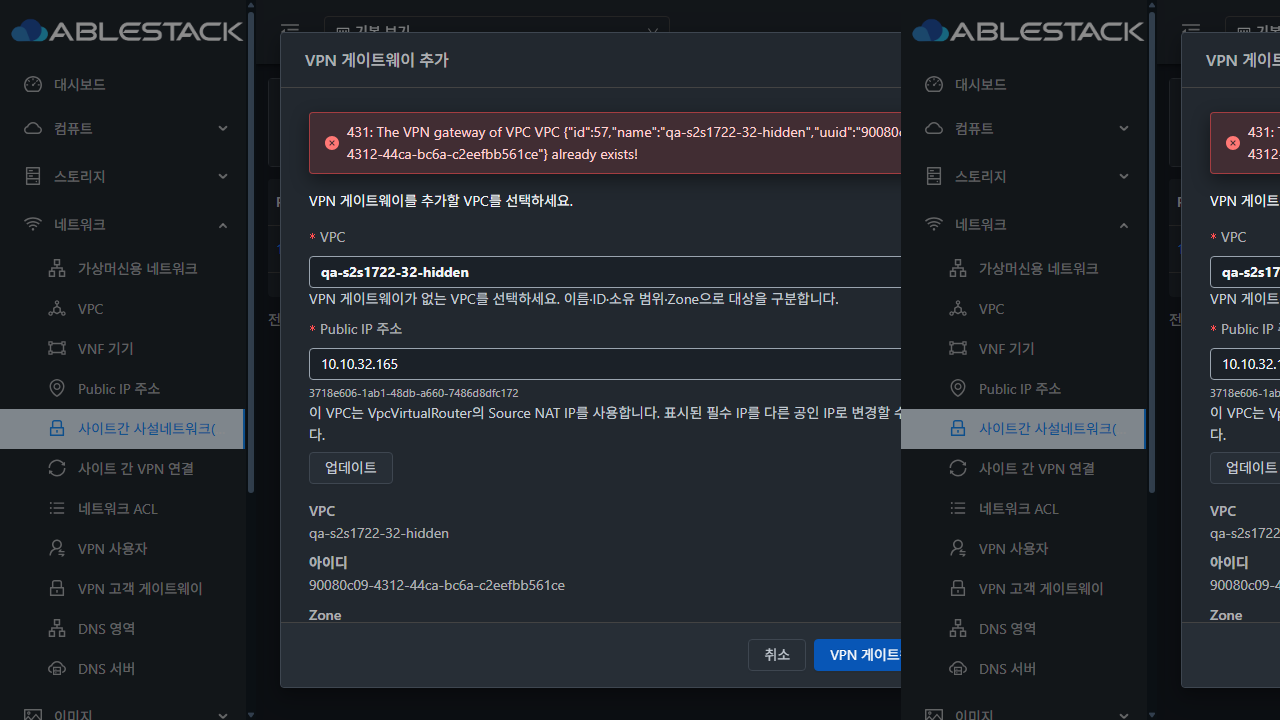 ABLESTACK
대시보드
컴퓨트
스토리지
네트워크
가상머신용 네트워크
VPC
VNF 기기
Public IP 주소
사이트간 사설네트워크(
사이트 간 VPN 연결
네트워크 ACL
VPN 사용자
VPN 고객 게이트웨이
DNS 영역
DNS 서버
이미지
기본 보기
VPN 게이트웨이 추가
431: The VPN gateway of VPC VPC {"id":57,"name":"qa-s2s1722-32-hidden","uuid":"90080c
4312-44ca-bc6a-c2eefbb561ce"} already exists!
VPN 게이트웨이를 추가할 VPC를 선택하세요.
* VPC
qa-s2s1722-32-hidden
VPN 게이트웨이가 없는 VPC를 선택하세요. 이름·ID·소유 범위·Zone으로 대상을 구분합니다.
* Public IP 주소
10.10.32.165
3718e606-1ab1-48db-a660-7486d8dfc172
이 VPC는 VpcVirtualRouter의 Source NAT IP를 사용합니다. 표시된 필수 IP를 다른 공인 IP로 변경할 수
다.
업데이트
VPC
qa-s2s1722-32-hidden
아이디
90080c09-4312-44ca-bc6a-c2eefbb561ce
Zone
취소
VPN 게이트
전
ABLESTACK
대시보드
컴퓨트
스토리지
네트워크
가상머신용 네트워크
VPC
VNF 기기
Public IP 주소
사이트간 사설네트워크(
사이트 간 VPN 연결
네트워크 ACL
VPN 사용자
VPN 고객 게이트웨이
DNS 영역
DNS 서버
이미지
기본
VPN 게이트
431:
4312-
VPN 게이트
* VPC
qa-s2s17
VPN 게이트
* Public IP
10.10.32.1
3718e606-1ab
이 VPC는 Vp
다.
업데이트
VPC
qa-s2s1722
아이디
90080c09-4
Zone
전